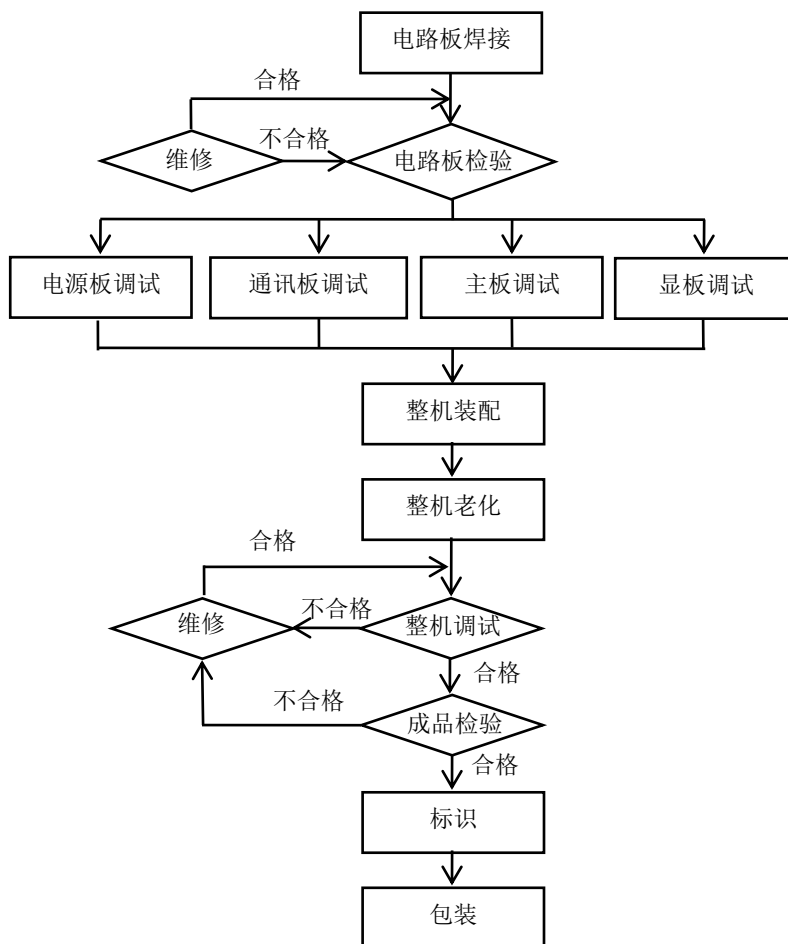 电路板焊接
合格
不合格
维修
电路板检验
电源板调试
通讯板调试
主板调试
显板调试
整机装配
整机老化
合格
不合格
维修
整机调试
合格
不合格
成品检验
合格
标识
包装